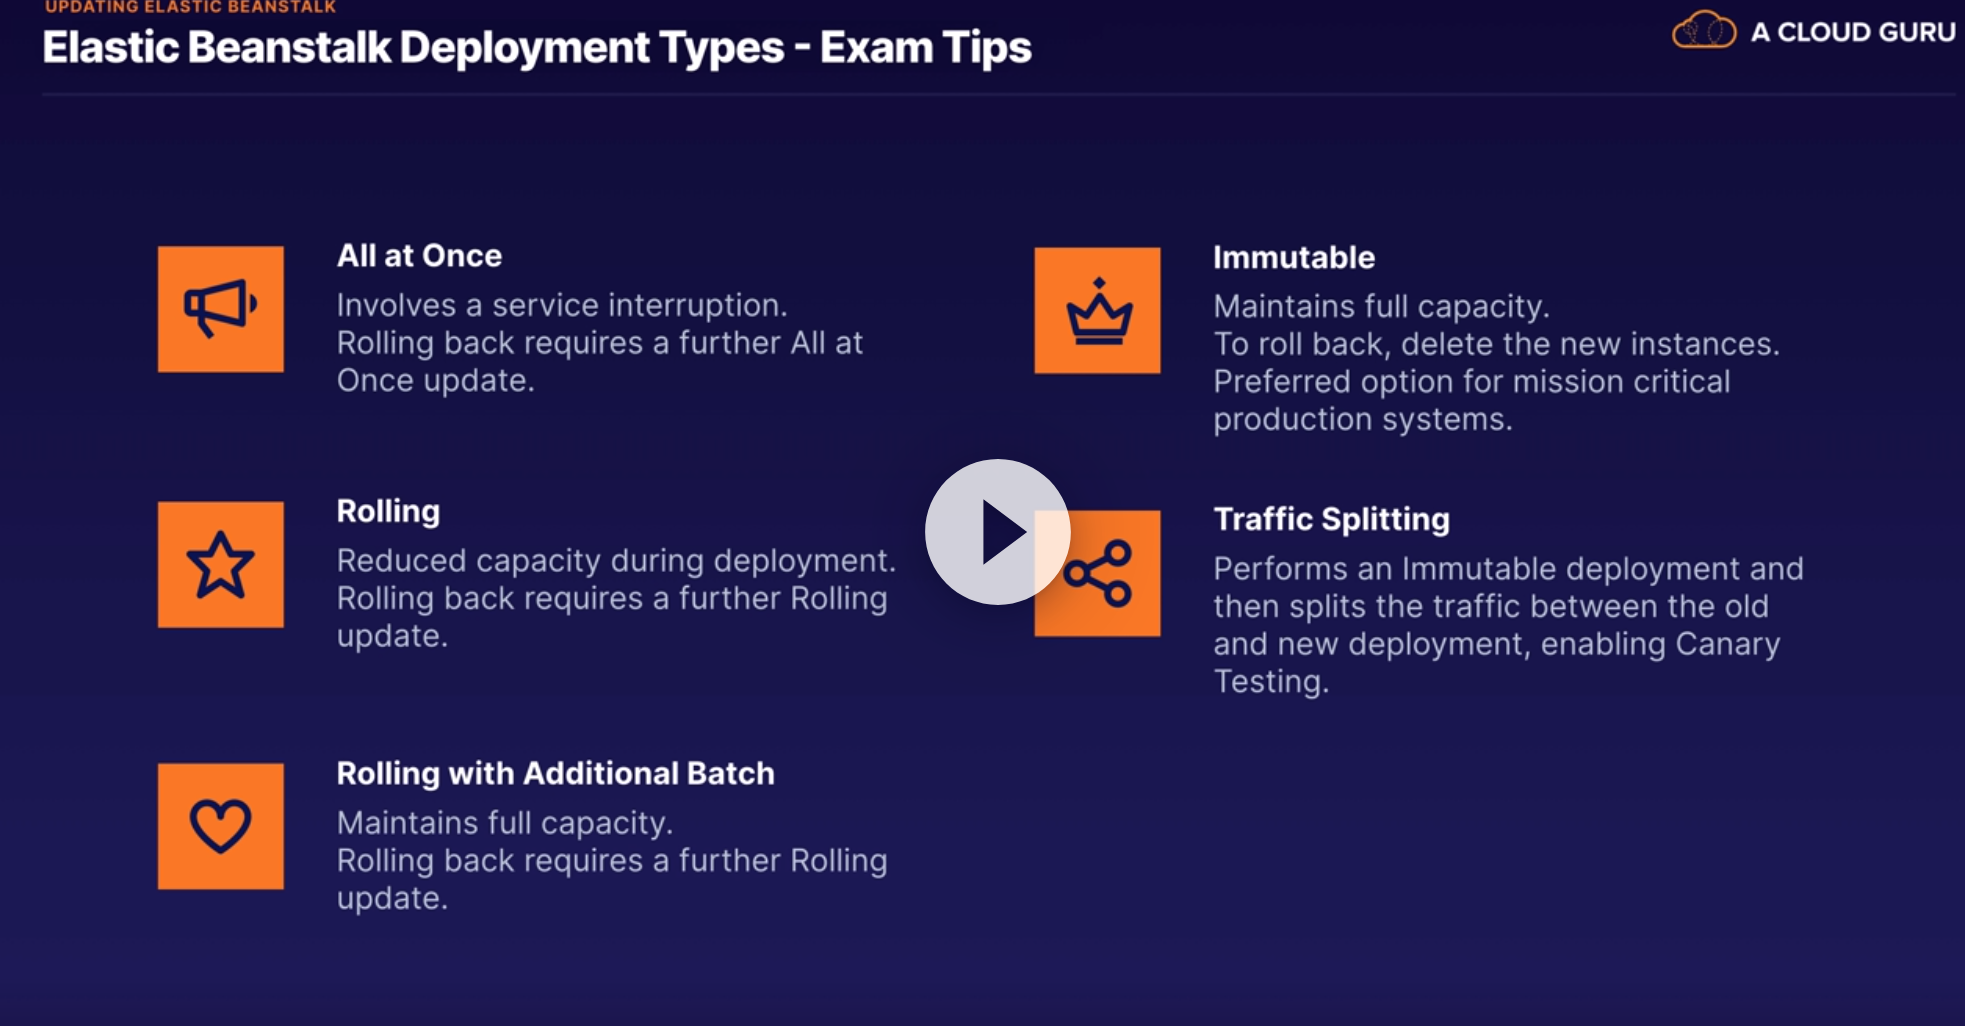 UPDATING ELASTIC BEANSTALK
Elastic Beanstalk Deployment Types - Exam Tips
A CLOUD GURU
All at Once
Involves a service interruption.
Rolling back requires a further All at
Once update.
Rolling
Reduced capacity during deployment.
Rolling back requires a further Rolling
update.
Rolling with Additional Batch
Maintains full capacity.
Rolling back requires a further Rolling
update.
Immutable
Maintains full capacity.
To roll back, delete the new instances.
Preferred option for mission critical
production systems.
Traffic Splitting
Performs an Immutable deployment and
then splits the traffic between the old
and new deployment, enabling Canary
Testing.